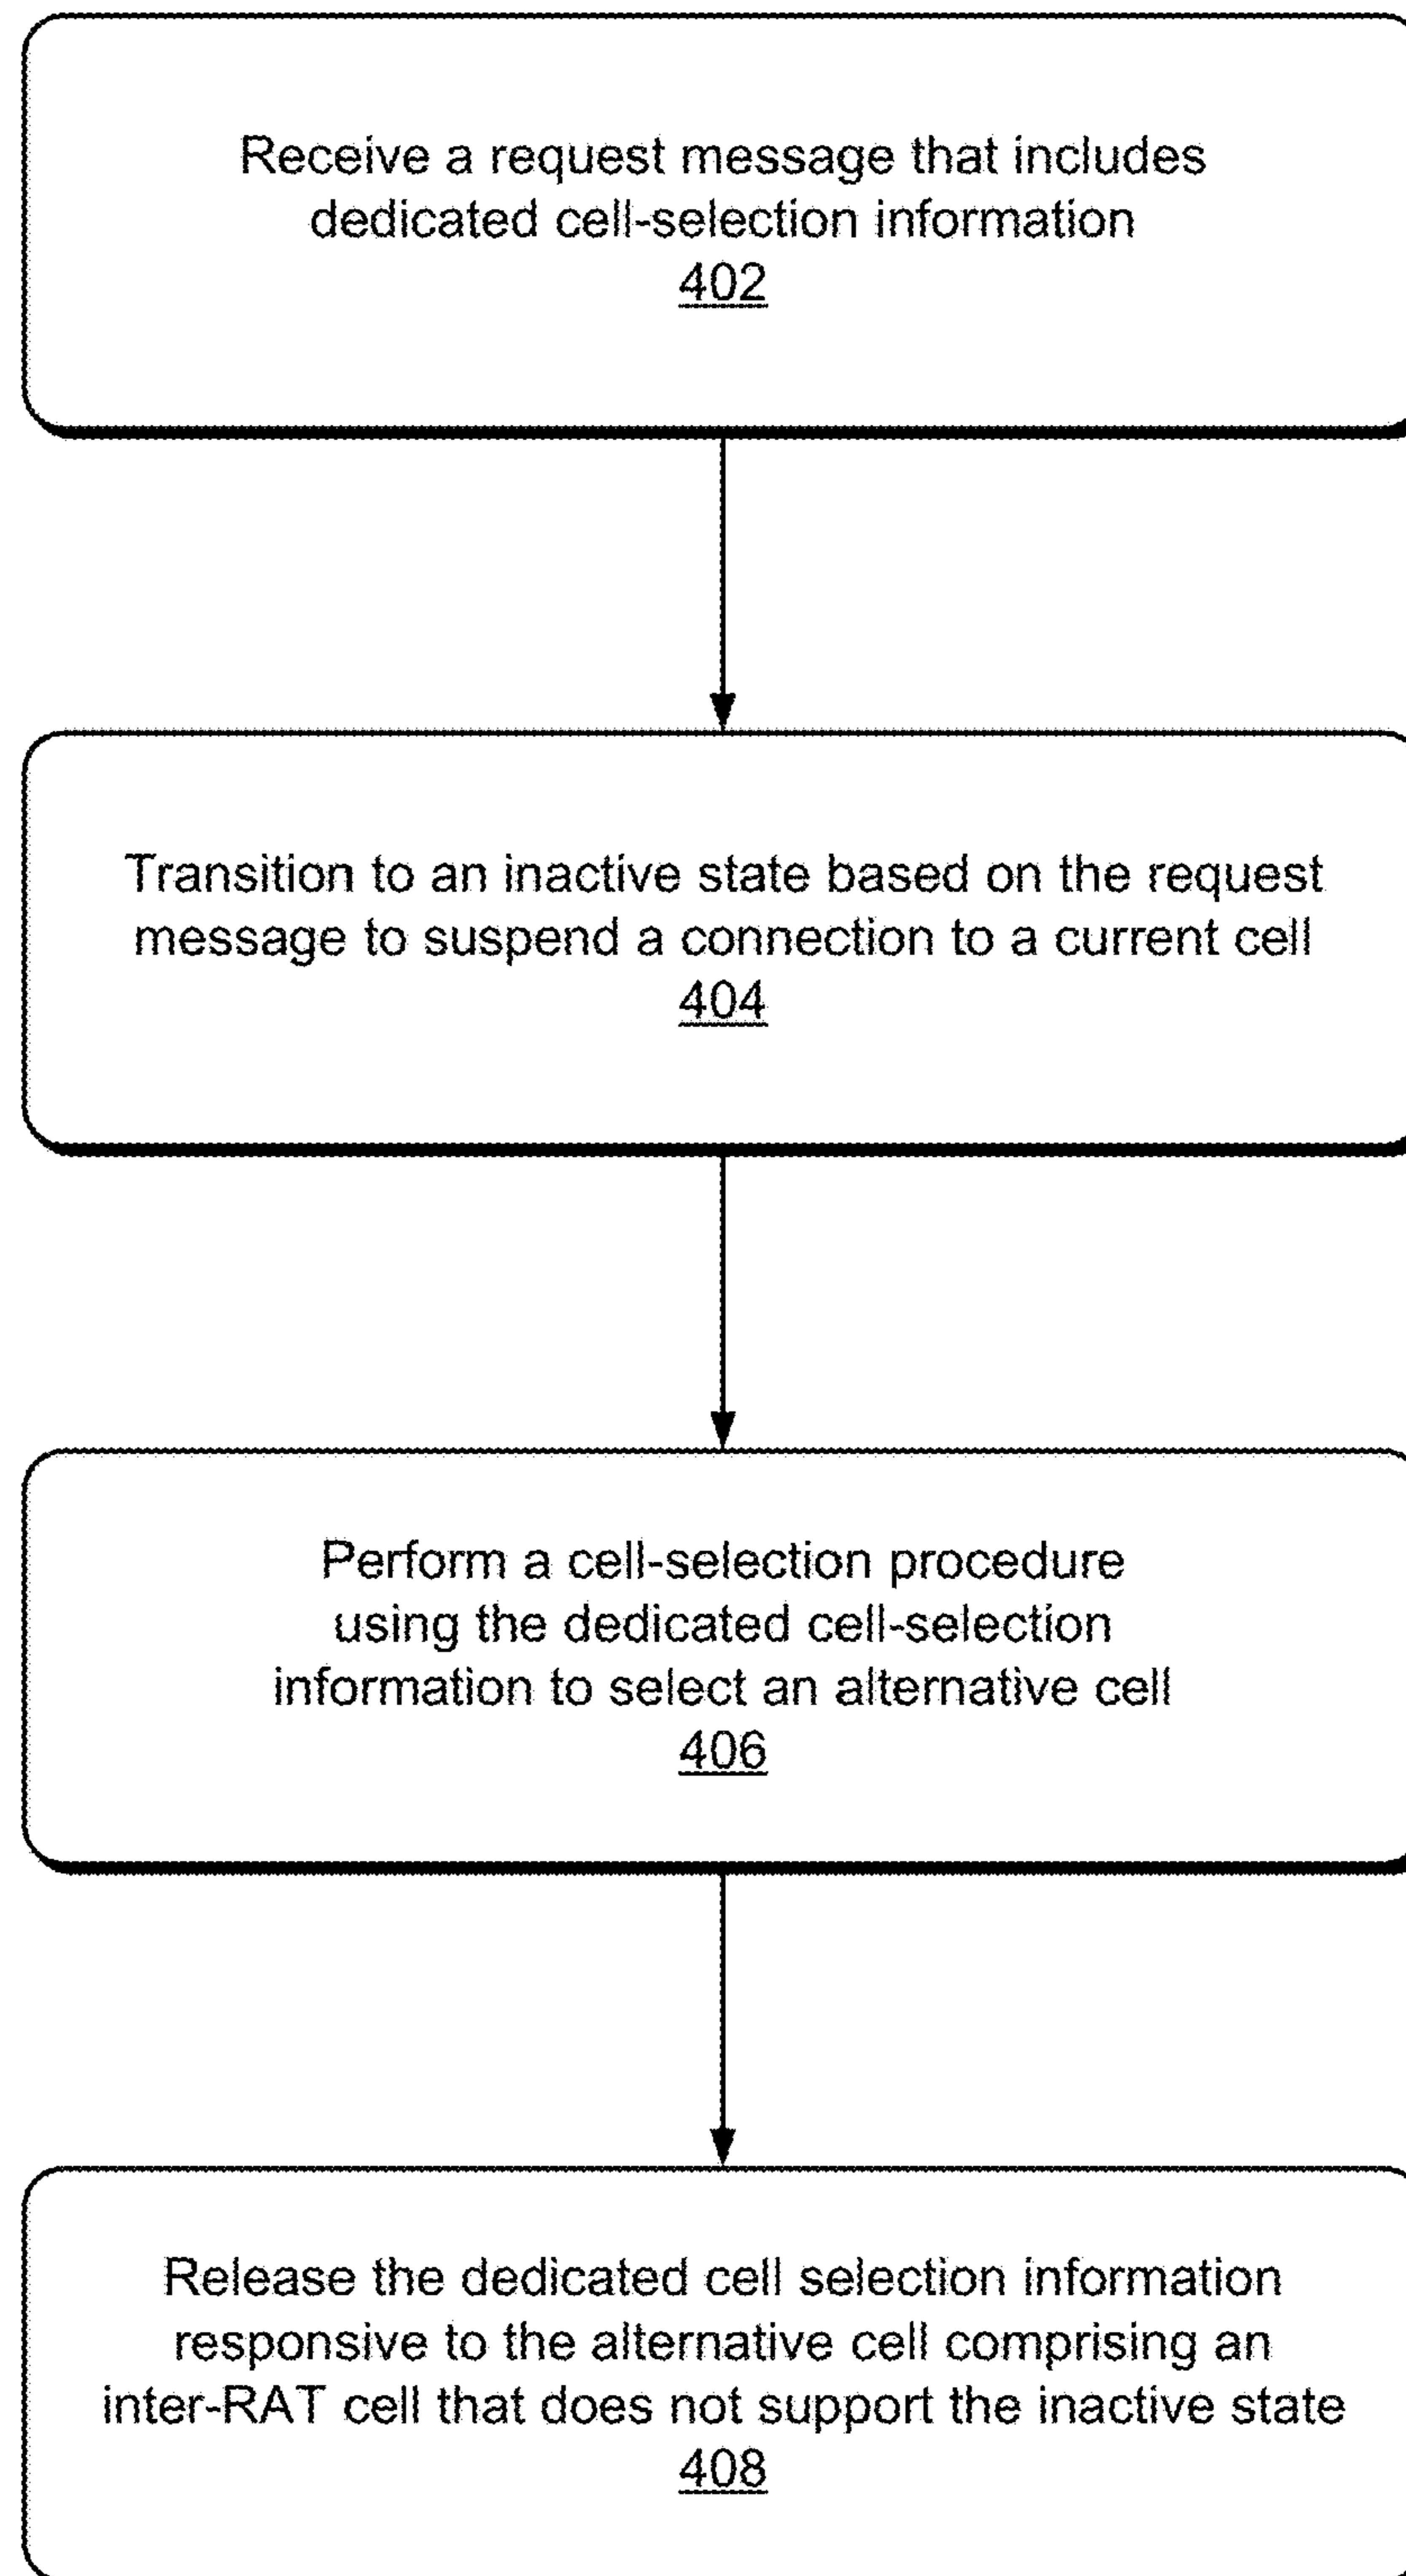 Receive a request message that includes
dedicated cell-selection information
402
Transition to an inactive state based on the request
message to suspend a connection to a current cell
404
Perform a cell-selection procedure
using the dedicated cell-selection
information to select an alternative cell
406
Release the dedicated cell selection information
responsive to the alternative cell comprising an
inter-RAT cell that does not support the inactive state
408